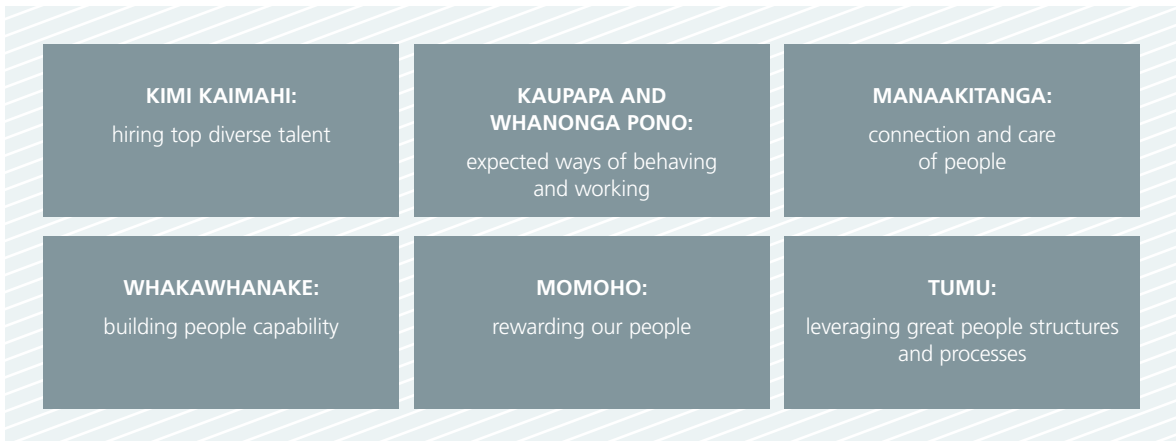 KIMI KAIMAHI:
hiring top diverse talent
KAUPAPA AND
WHANONGA PONO:
expected ways of behaving
and working
MANAAKITANGA:
connection and care
of people
WHAKAWHANAKE:
building people capability
MOMOHO:
rewarding our people
TUMU:
leveraging great people structures
and processes